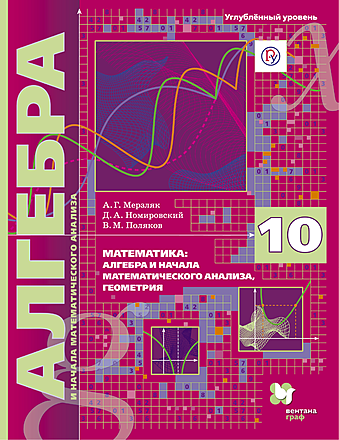 Углублённый уровень
АЛГЕБРА
И НАЧАЛА МАТЕМАТИЧЕСКОГО АНАЛИЗА
А. Г. Мерзляк
Д. А. Номировский
В. М. Поляков
10
МАТЕМАТИКА:
АЛГЕБРА И НАЧАЛА
МАТЕМАТИЧЕСКОГО АНАЛИЗА,
ГЕОМЕТРИЯ
вентана
граф